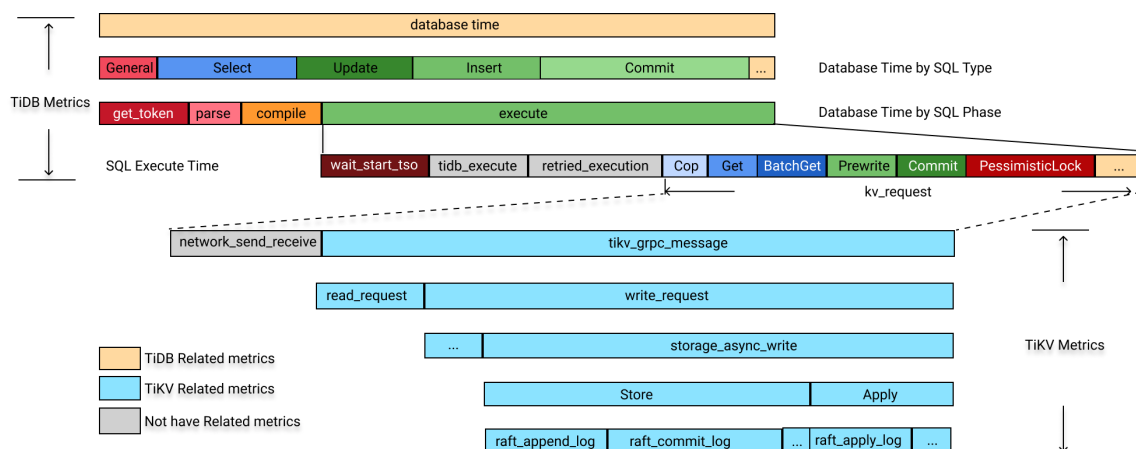 database time
General Select Update Insert Commit ... Database Time by SQL Type
TiDB Metrics
get_token parse compile execute Database Time by SQL Phase
SQL Execute Time wait_start_tso tidb_execute retried_execution Cop Get BatchGet Prewrite Commit PessimisticLock ...
kv_request
network_send_receive tikv_grpc_message
read_request write_request
... storage_async_write
TiKV Metrics
TiDB Related metrics
TiKV Related metrics
Not have Related metrics
Store Apply
raft_append_log raft_commit_log ... raft_apply_log ...